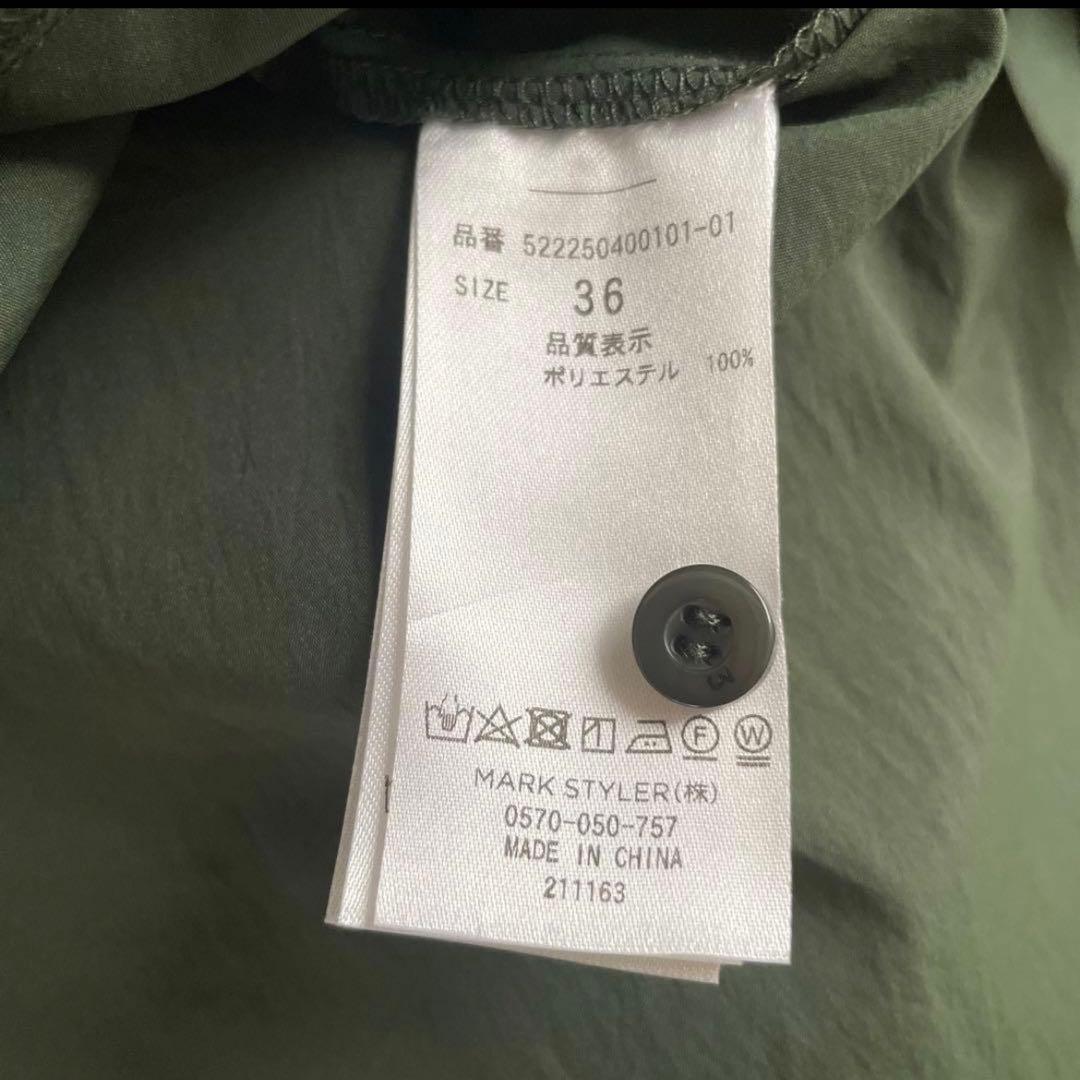 品番 522250400101-01
SIZE 36
品質表示
ポリエステル 100%
F W
MARK STYLER(株)
0570-050-757
MADE IN CHINA
211163